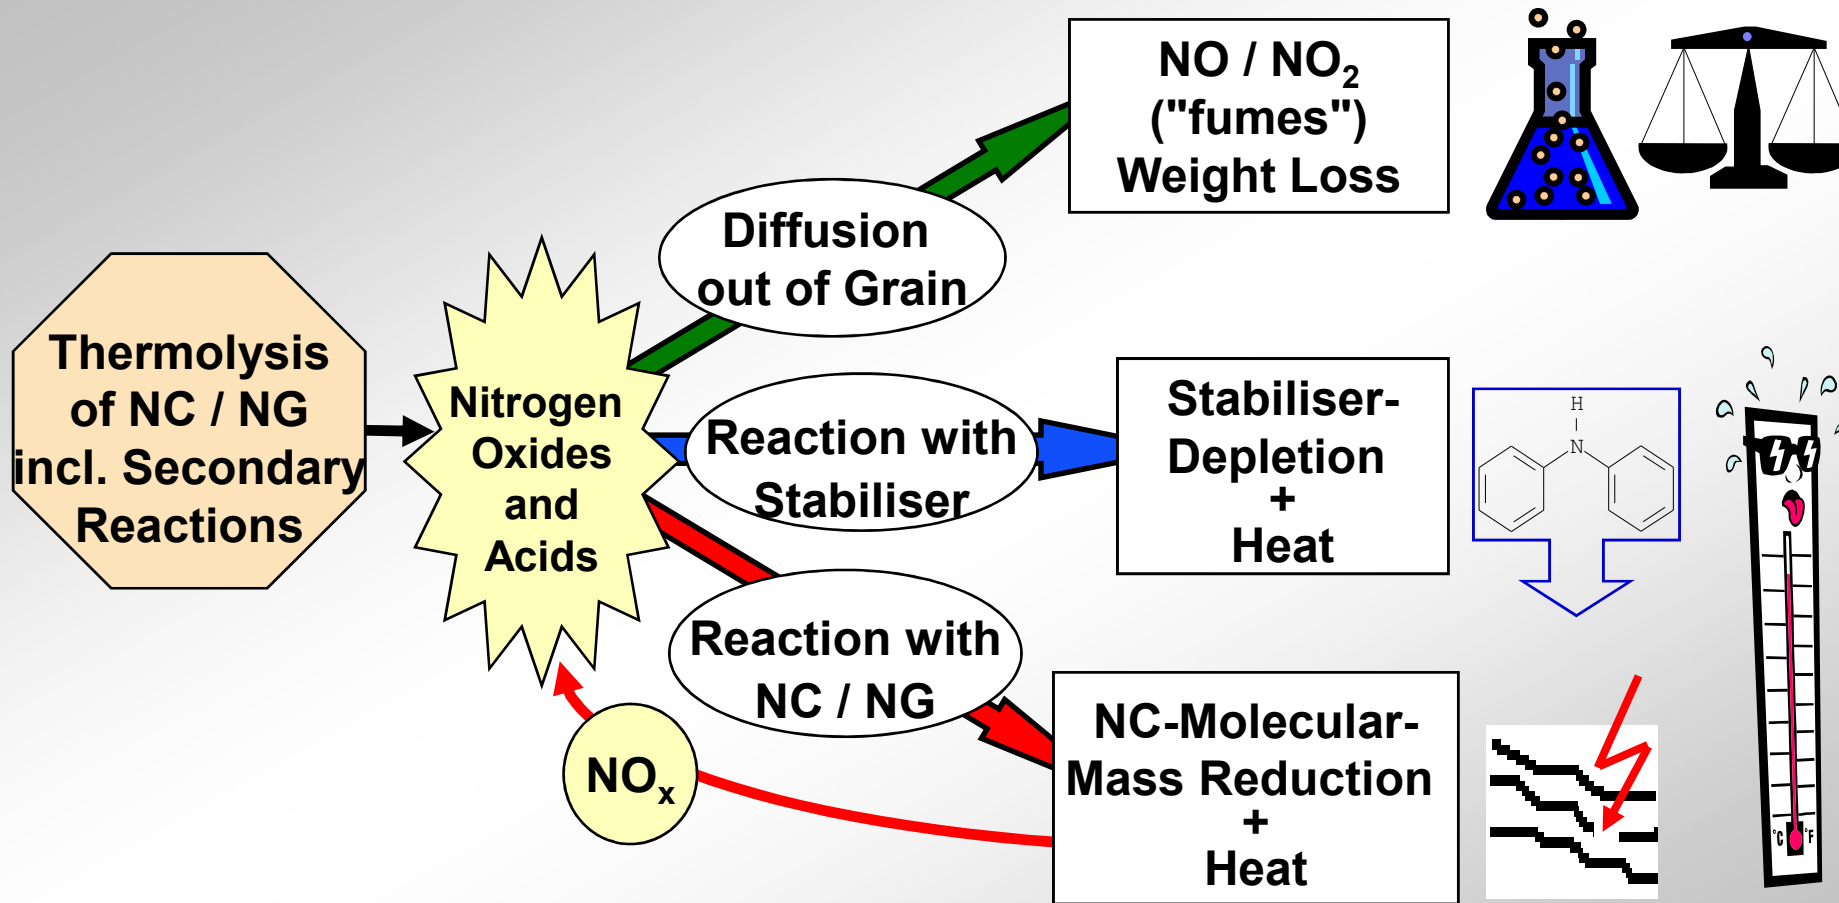 NO / NO₂
("fumes")
Weight Loss
Diffusion
out of Grain
Thermolysis
of NC / NG
incl. Secondary
Reactions
Nitrogen
Oxides
and
Acids
Reaction with
Stabiliser
Stabiliser-
Depletion
+
Heat
H
N
Reaction with
NC / NG
NC-Molecular-
Mass Reduction
+
Heat
NOₓ
°C °F